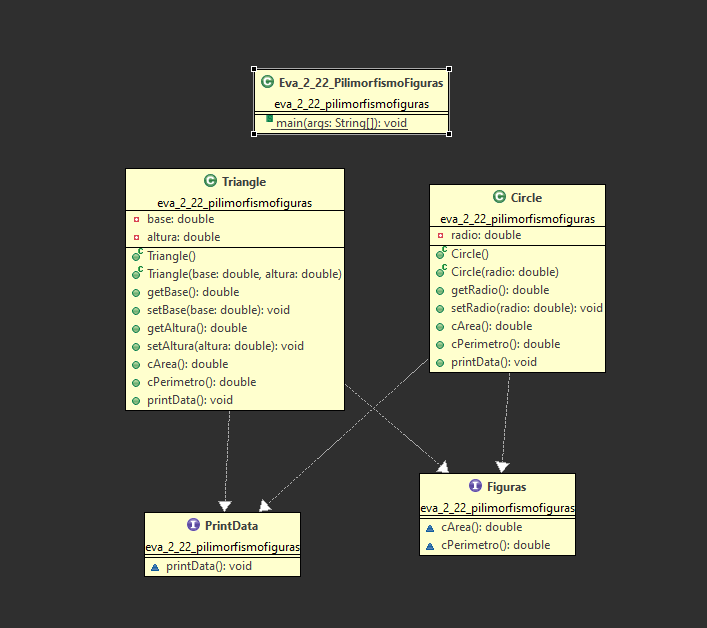 Eva_2_22_PilimorfismoFiguras
eva_2_22_pilimorfismofiguras
main(args: String[]): void
Triangle
eva_2_22_pilimorfismofiguras
base: double
altura: double
Triangle()
Triangle(base: double, altura: double)
getBase(): double
setBase(base: double): void
getAltura(): double
setAltura(altura: double): void
cArea(): double
cPerimetro(): double
printData(): void
Circle
eva_2_22_pilimorfismofiguras
radio: double
Circle()
Circle(radio: double)
getRadio(): double
setRadio(radio: double): void
cArea(): double
cPerimetro(): double
printData(): void
PrintData
eva_2_22_pilimorfismofiguras
printData(): void
Figuras
eva_2_22_pilimorfismofiguras
cArea(): double
cPerimetro(): double